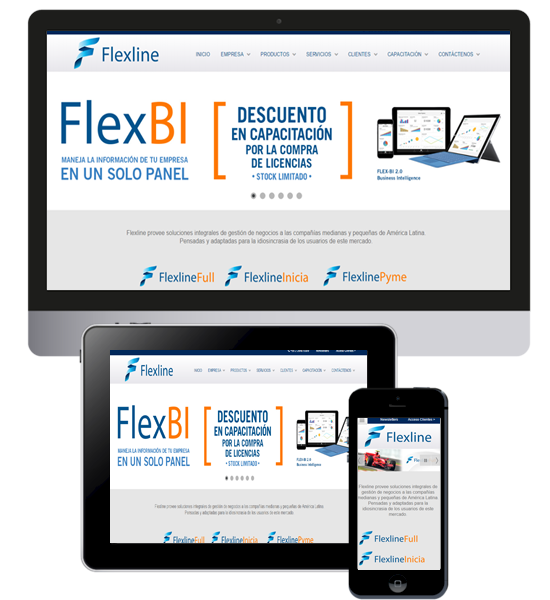 Flexline
INICIO EMPRESA PRODUCTOS SERVICIOS CLIENTES CAPACITACIÓN CONTÁCTENOS
FlexBI
MANEJA LA INFORMACIÓN DE TU EMPRESA
EN UN SOLO PANEL
DESCUENTO
EN CAPACITACIÓN
POR LA COMPRA
DE LICENCIAS
• STOCK LIMITADO •
FLEX-BI 2.0
Business Intelligence
Flexline provee soluciones integrales de gestión de negocios a las compañías medianas y pequeñas de América Latina.
Pensadas y adaptadas para la idiosincrasia de los usuarios de este mercado.
FlexlineFull FlexlineInicia FlexlinePyme
Flexline
INICIO EMPRESA PRODUCTOS SERVICIOS CLIENTES CAPACITACIÓN CONTÁCTENOS
FlexBI
MANEJA LA INFORMACIÓN DE TU EMPRESA
EN UN SOLO PANEL
DESCUENTO
EN CAPACITACIÓN
POR LA COMPRA
DE LICENCIAS
• STOCK LIMITADO •
FLEX-BI 2.0
Business Intelligence
Flexline provee soluciones integrales de gestión de negocios a las compañías medianas y pequeñas de América Latina.
Pensadas y adaptadas para la idiosincrasia de los usuarios de este mercado.
FlexlineFull FlexlineInicia FlexlinePyme
Newsletters Acceso Clientes
Flexline
Flexline provee soluciones integrales de
gestión de negocios a las compañías
medianas y pequeñas de América Latina.
Pensadas y adaptadas para la
idiosincrasia de los usuarios de este
mercado.
FlexlineFull
FlexlineInicia